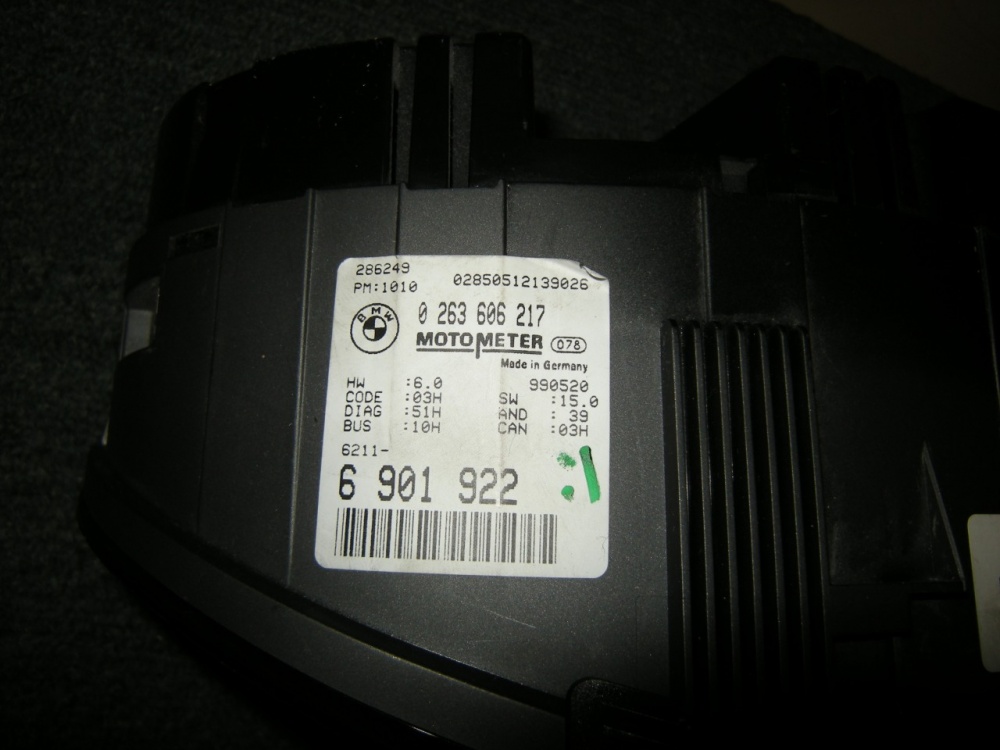 286249
PM:1010 02850512139026
BMW
0 263 606 217
MOTOMETER 078
Made in Germany
990520
HW :6.0 SW :15.0
CODE :03H AND : 39
DIAG :51H CAN :03H
BUS :10H
6211-
6 901 922